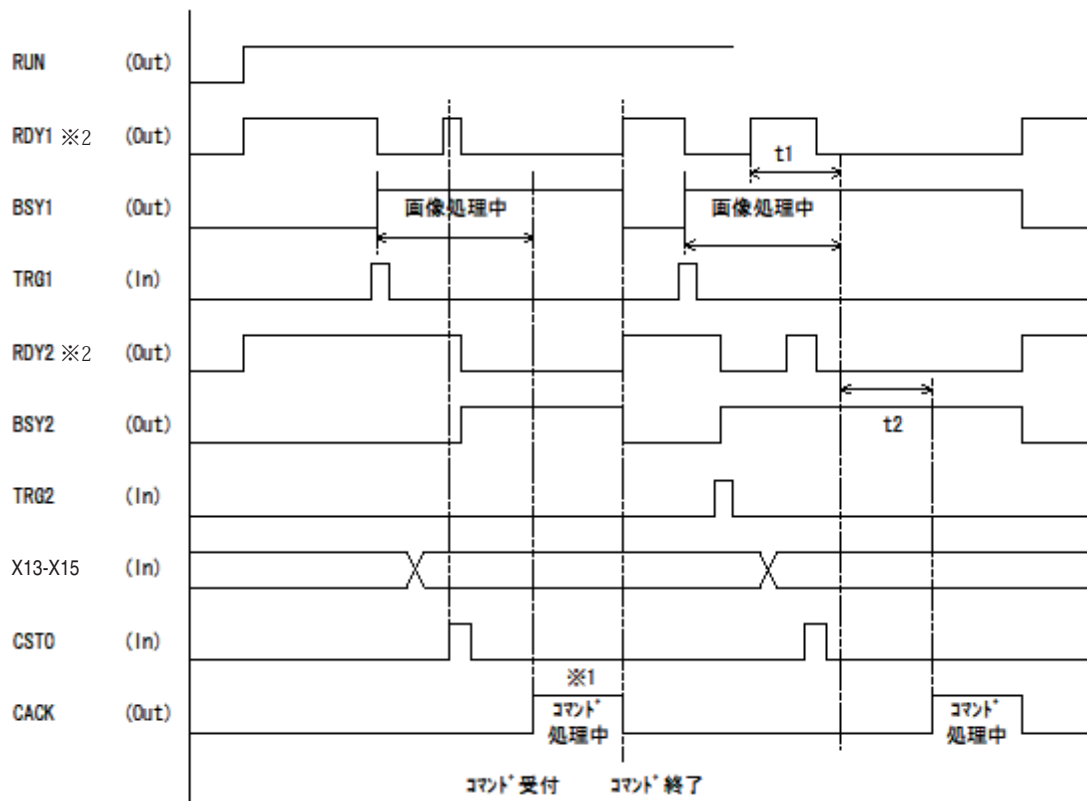 RUN (Out)
RDY1 ※2 (Out)
t1
BSY1 (Out)
画像処理中
画像処理中
TRG1 (In)
RDY2 ※2 (Out)
BSY2 (Out)
t2
TRG2 (In)
X13-X15 (In)
CST0 (In)
※1
CACK (Out)
ｺﾏﾝﾄﾞ
処理中
ｺﾏﾝﾄﾞ
処理中
ｺﾏﾝﾄﾞ受付 ｺﾏﾝﾄﾞ終了